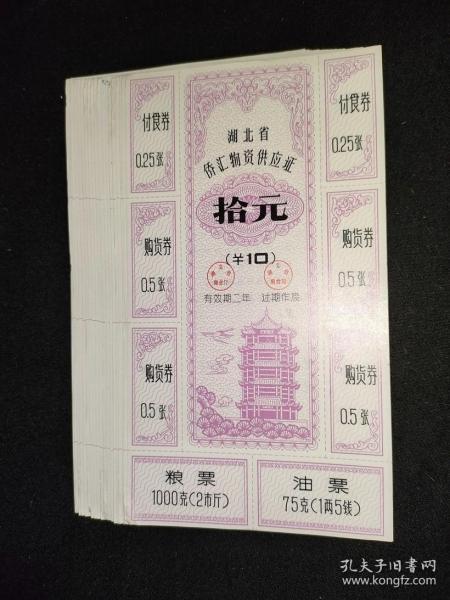 付食券
0.25张
购货券
0.5张
购货券
0.5张
湖北省
侨汇物资供应证
拾元
(羊10)
有效期二年 过期作废
付食券
0.25张
购货券
0.5张
购货券
0.5张
粮票
1000克(2市斤)
油票
75克(1两5钱)
孔夫子旧书网
www.kongfz.com